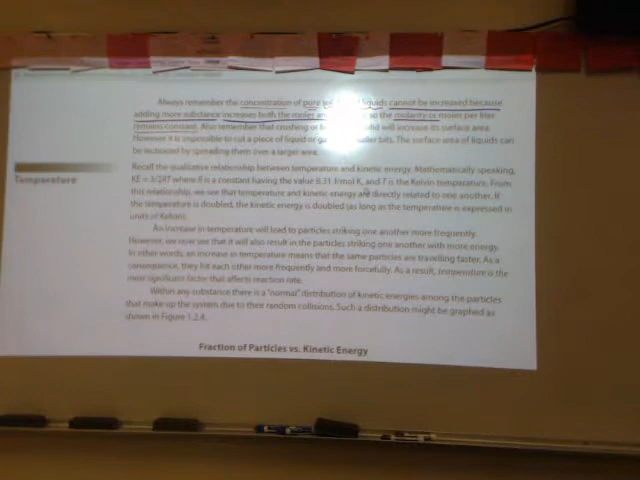 Always remember the concentration of pure liquids cannot be increased because
adding more substance increases both the moles so the molarity or moles per liter
remains constant. Also remember that crushing or solid will increase its surface area.
However it is impossible to cut a piece of liquid or smaller bits. The surface area of liquids can
be increased by spreading them over a larger area.
Temperature
Recall the qualitative relationship between temperature and kinetic energy. Mathematically speaking,
KE = 3/2RT where R is a constant having the value 8.31 J/mol K, and T is the Kelvin temperature. From
this relationship, we see that temperature and kinetic energy are directly related to one another. If
the temperature is doubled, the kinetic energy is doubled (as long as the temperature is expressed in
units of Kelvin).
An increase in temperature will lead to particles striking one another more frequently.
However, we now see that it will also result in the particles striking one another with more energy.
In other words, an increase in temperature means that the same particles are travelling faster. As a
consequence, they hit each other more frequently and more forcefully. As a result, temperature is the
most significant factor that affects reaction rate.
Within any substance there is a "normal" distribution of kinetic energies among the particles
that make up the system due to their random collisions. Such a distribution might be graphed as
shown in Figure 1.2.4.
Fraction of Particles vs. Kinetic Energy